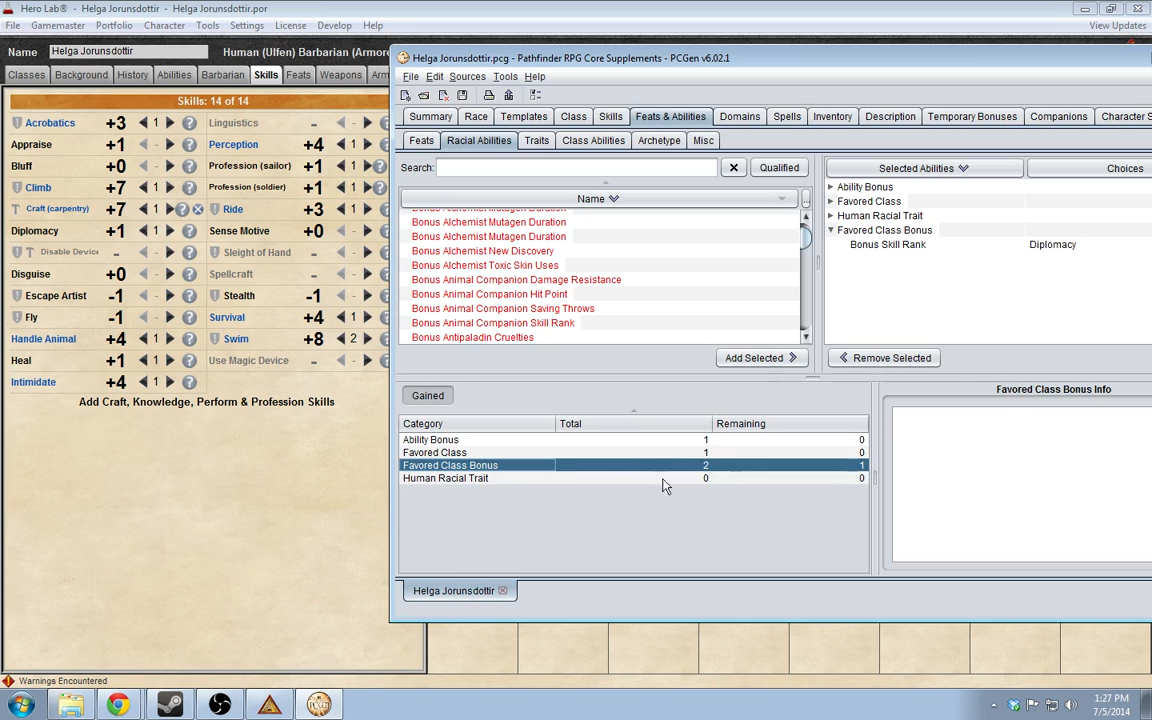 Hero Lab® - Helga Jorunsdottir - Helga Jorunsdottir.por
File Gamemaster Portfolio Character Tools Settings License Develop Help View Updates
Name Helga Jorunsdottir Human (Ulfen) Barbarian (Armore
Classes Background History Abilities Barbarian Skills Feats Weapons Arm
Skills: 14 of 14
Acrobatics +3 1 ? Linguistics - -
Appraise +1 1 ? Perception +4 1 ?
Bluff +0 - ? Profession (sailor) +1 1 ?
Climb +7 1 ? Profession (soldier) +1 1 ?
Craft (carpentry) +7 1 ? Ride +3 1 ?
Diplomacy +1 1 ? Sense Motive +0 - ?
Disable Device - - ? Sleight of Hand - - ?
Disguise +0 - ? Spellcraft - - ?
Escape Artist -1 - ? Stealth -1 - ?
Fly -1 - ? Survival +4 1 ?
Handle Animal +4 1 ? Swim +8 2 ?
Heal +1 1 ? Use Magic Device - - ?
Intimidate +4 1 ?
Add Craft, Knowledge, Perform & Profession Skills
Warnings Encountered
Helga Jorunsdottir.pcg - Pathfinder RPG Core Supplements - PCGen v6.02.1
File Edit Sources Tools Help
Summary Race Templates Class Skills Feats & Abilities Domains Spells Inventory Description Temporary Bonuses Companions Character S
Feats Racial Abilities Traits Class Abilities Archetype Misc
Search: Qualified
Name
...
Bonus Alchemist Mutagen Duration
Bonus Alchemist Mutagen Duration
Bonus Alchemist Mutagen Duration
Bonus Alchemist New Discovery
Bonus Alchemist Toxic Skin Uses
Bonus Animal Companion Damage Resistance
Bonus Animal Companion Hit Point
Bonus Animal Companion Saving Throws
Bonus Animal Companion Skill Rank
Bonus Antipaladin Cruelties
Add Selected
Selected Abilities Choices
Ability Bonus
Favored Class
Human Racial Trait
Favored Class Bonus
Bonus Skill Rank Diplomacy
Remove Selected
Gained
Category Total Remaining
Ability Bonus 1 0
Favored Class 1 0
Favored Class Bonus 2 1
Human Racial Trait 0 0
Favored Class Bonus Info
Helga Jorunsdottir
1:27 PM
7/5/2014